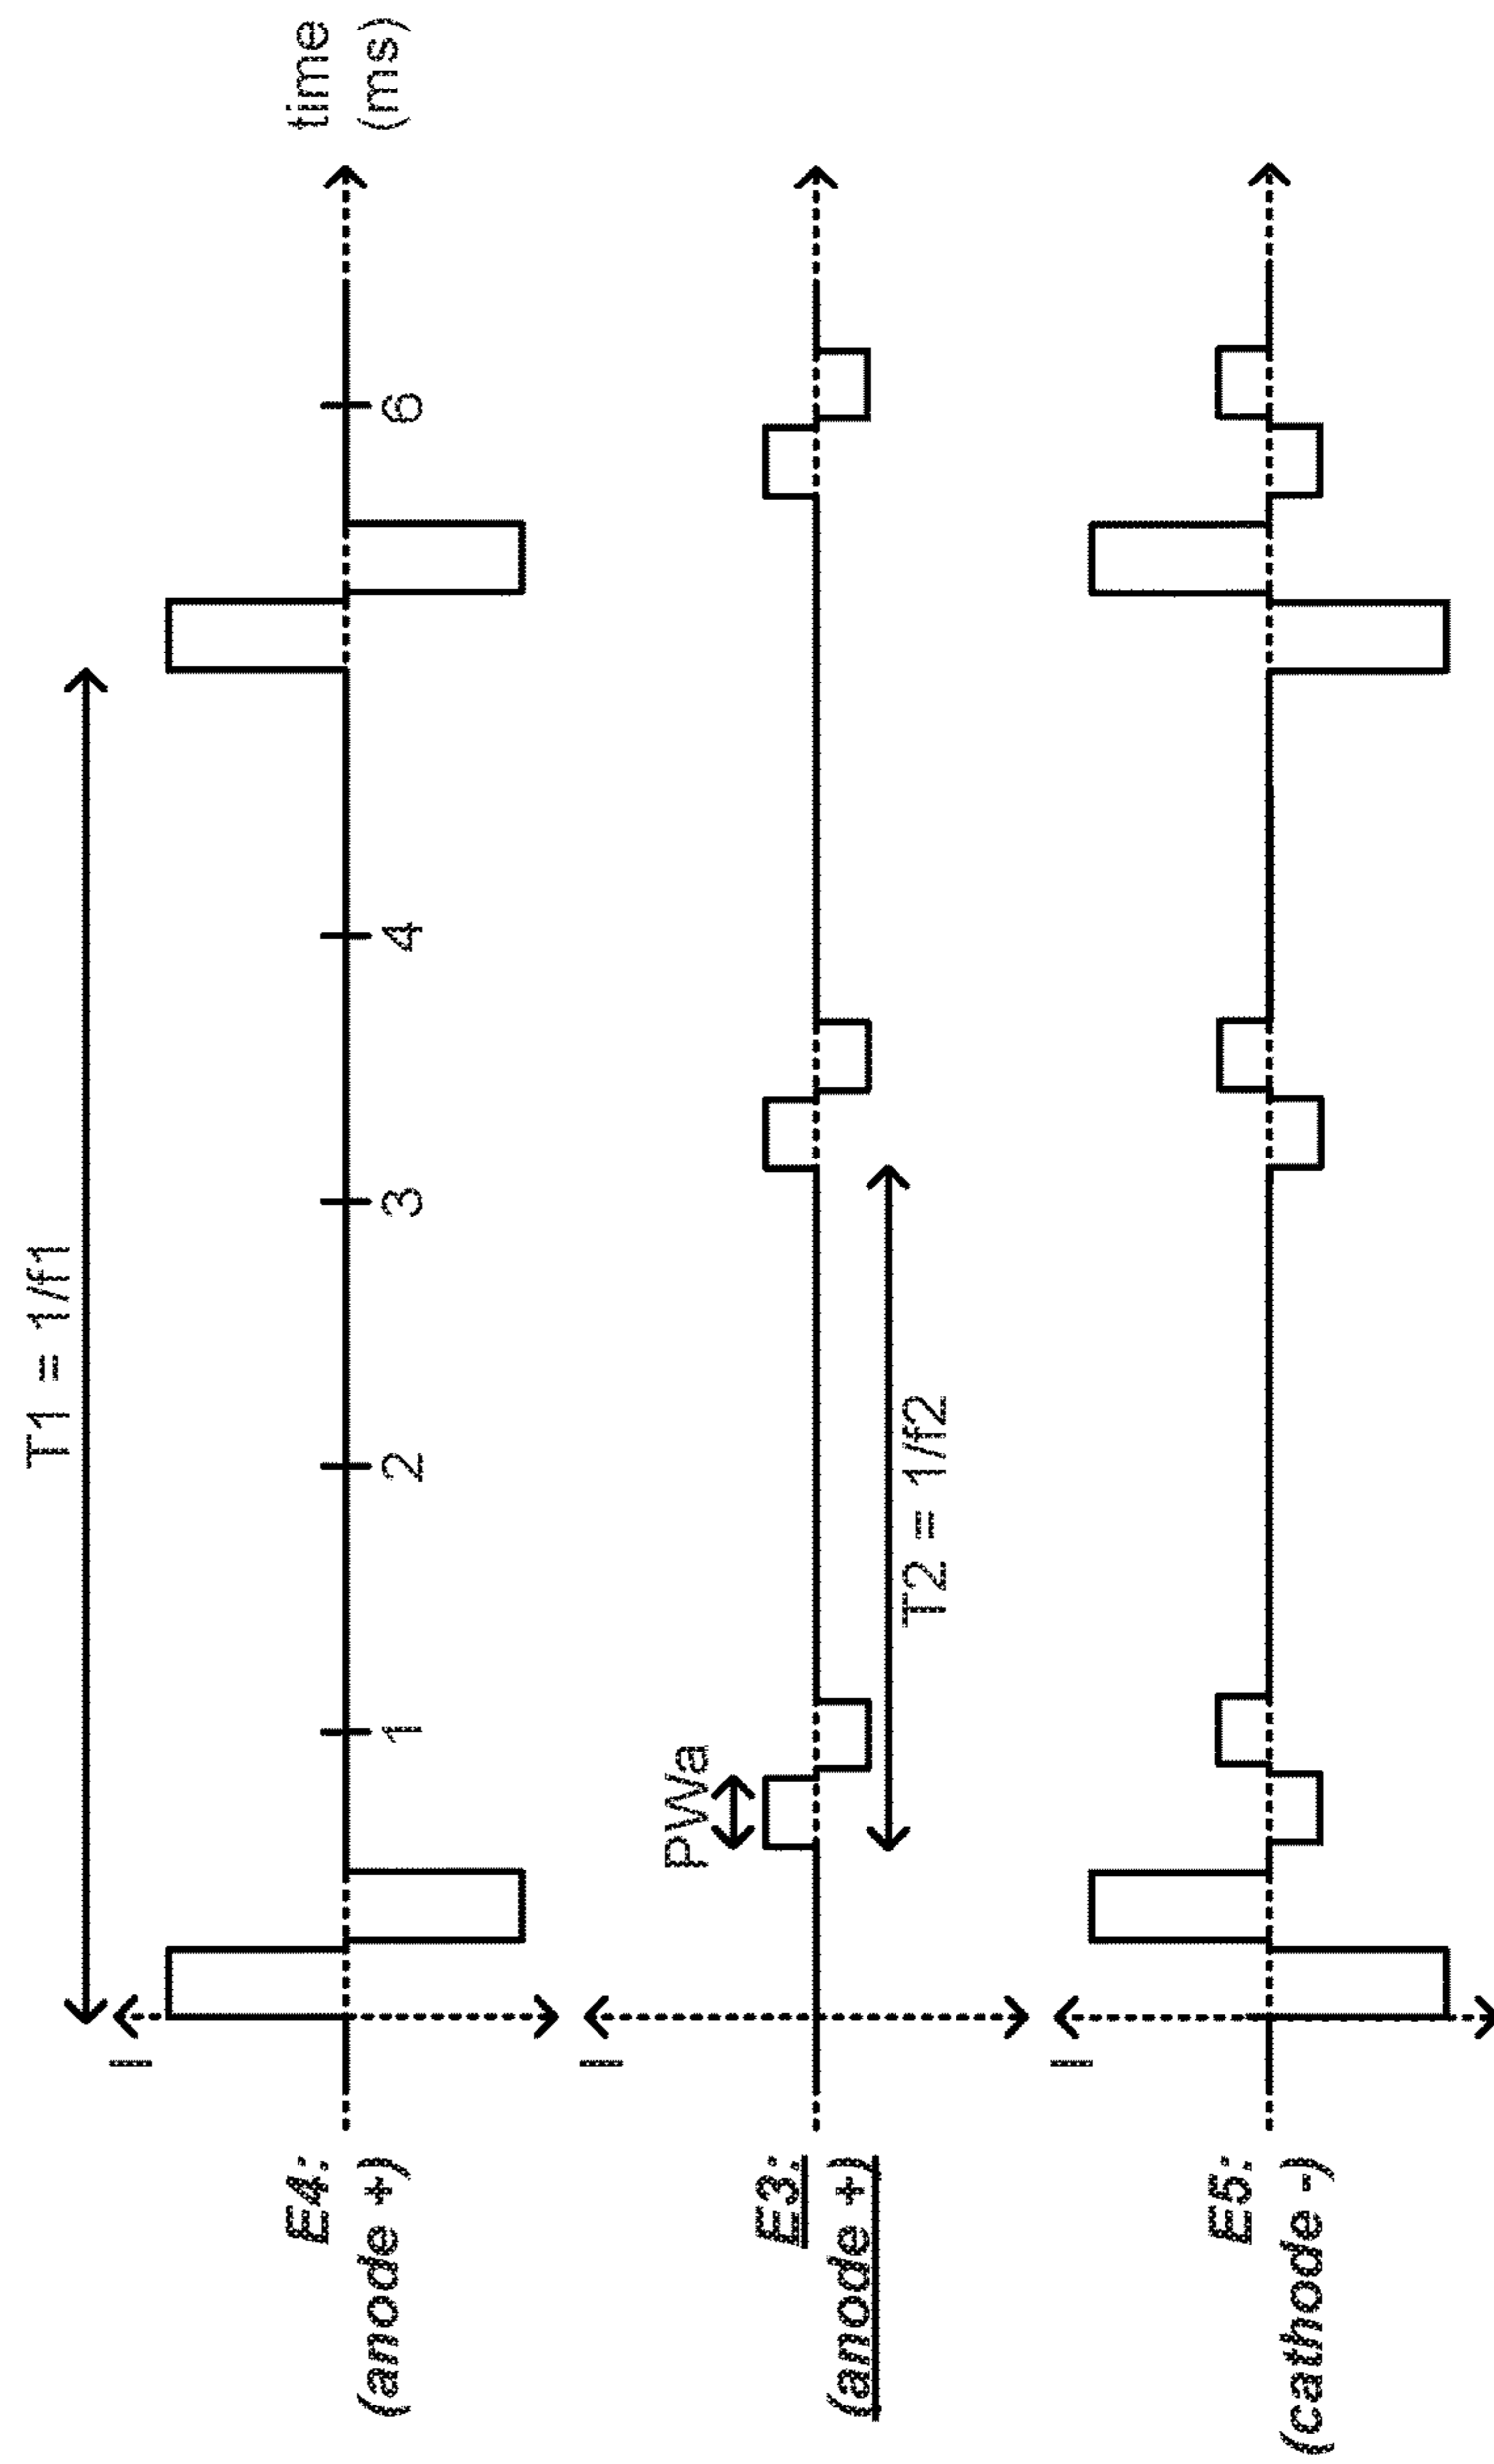 T1 = 1/f1
I
E4:
(anode +)
1
2
3
4
6
time
(ms)
I
E3:
(anode +)
PWa
T2 = 1/f2
I
E5:
(cathode -)